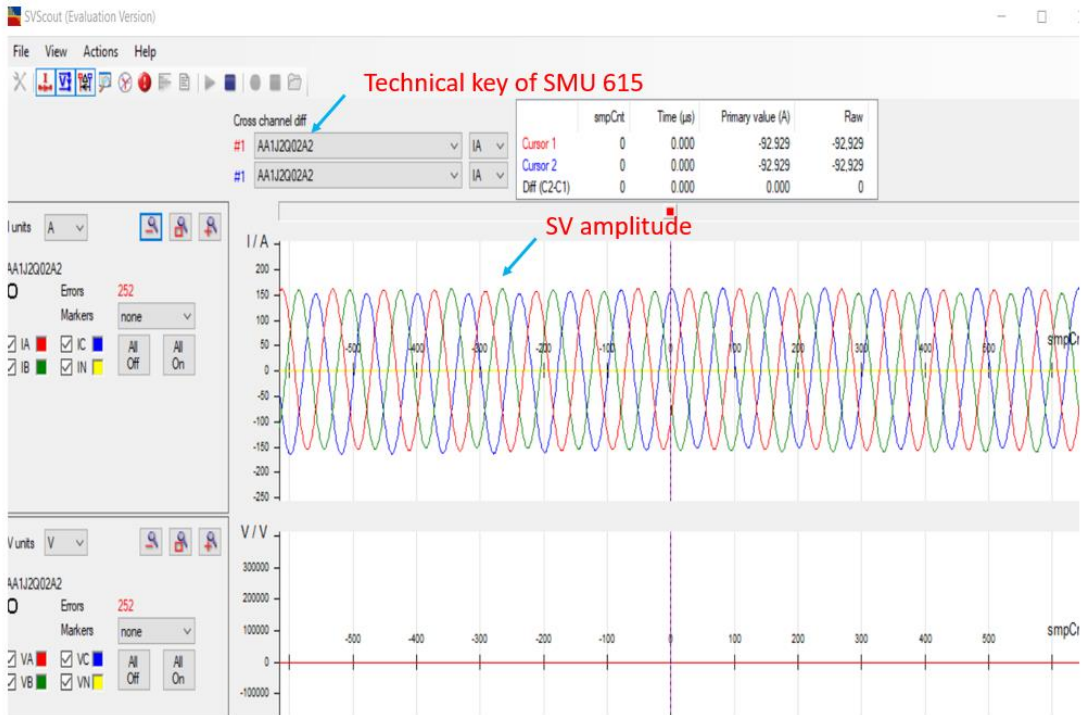 SVScout (Evaluation Version)
File View Actions Help
Technical key of SMU 615
Cross channel diff
#1 AA1J2Q02A2 IA
#1 AA1J2Q02A2 IA
smpCnt Time (µs) Primary value (A) Raw
Cursor 1 0 0.000 -92.929 -92,929
Cursor 2 0 0.000 -92.929 -92,929
Diff (C2-C1) 0 0.000 0.000 0
I units A
AA1J2Q02A2
Errors 252
Markers none
IA IC All Off All On
IB IN
SV amplitude
I / A
200
150
100
50
0
-50
-100
-150
-200
-250
-500 -400 -300 -200 -100 0 100 200 300 400 500 smpCr
V units V
AA1J2Q02A2
Errors 252
Markers none
VA VC All Off All On
VB VN
V / V
300000
200000
100000
0
-100000
-500 -400 -300 -200 -100 0 100 200 300 400 500 smpCr